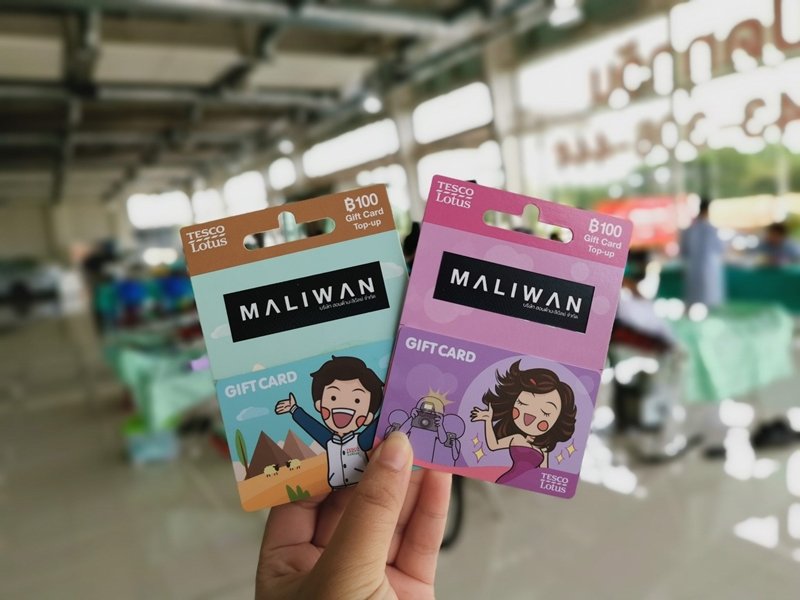 TESCO
Lotus
฿100
Gift Card
Top-up
MALIWAN
GIFT CARD
TESCO
Lotus
฿100
Gift Card
Top-up
MALIWAN
GIFT CARD
TESCO
Lotus